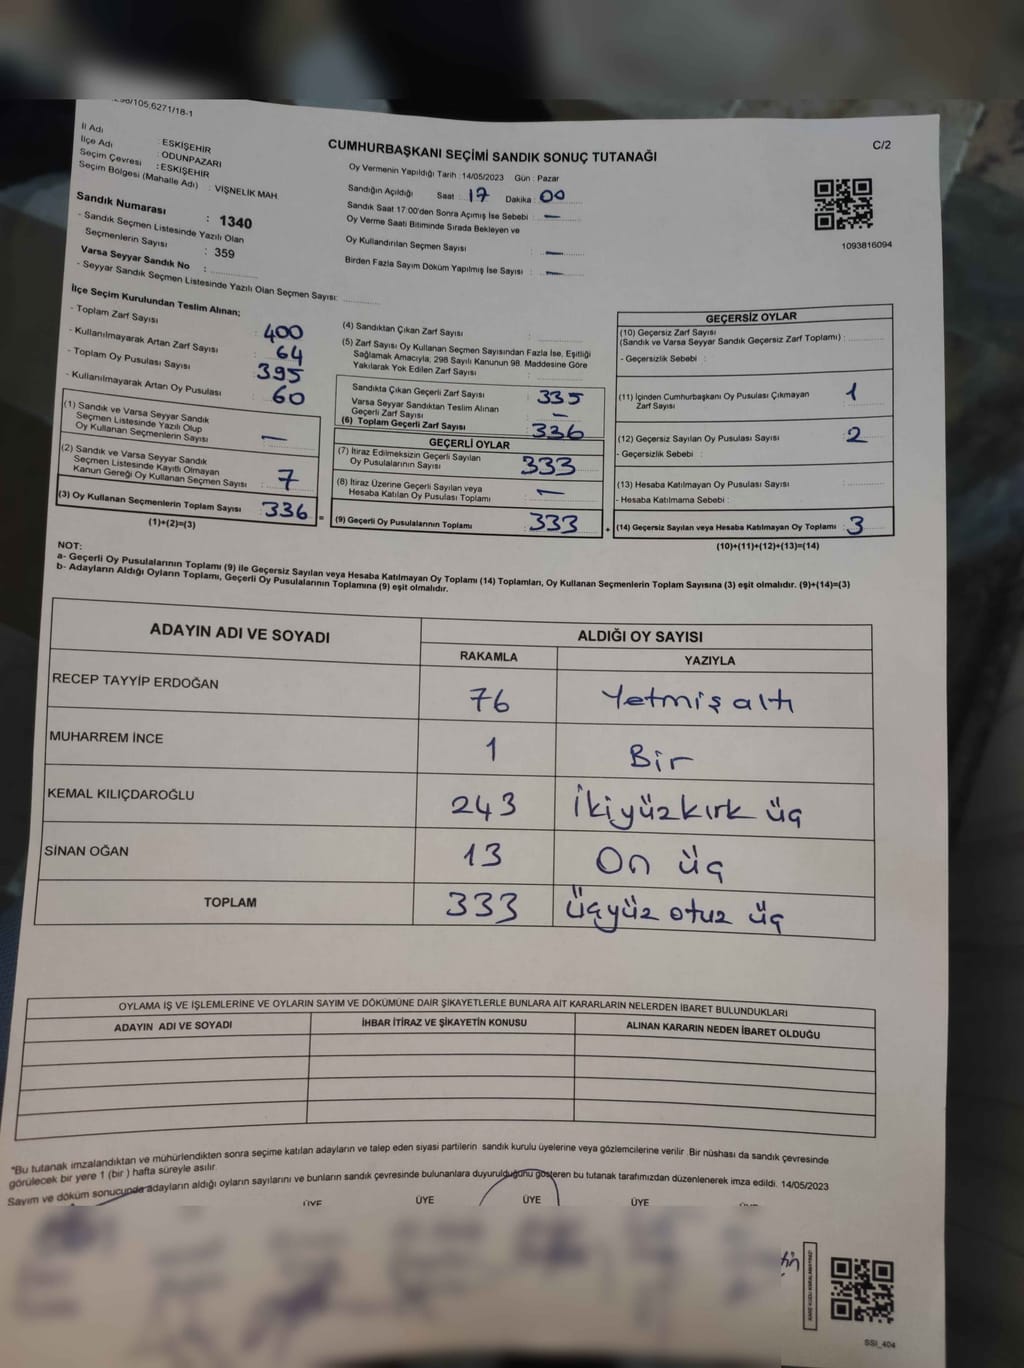 298/105,6271/18-1
İl Adı : ESKİŞEHİR
İlçe Adı : ODUNPAZARI
Seçim Çevresi : ESKİŞEHİR
Seçim Bölgesi (Mahalle Adı) : VİŞNELİK MAH.
CUMHURBAŞKANI SEÇİMİ SANDIK SONUÇ TUTANAĞI
C/2
Oy Vermenin Yapıldığı Tarih : 14/05/2023 Gün : Pazar
Sandığın Açıldığı Saat : 17 Dakika : 00
Sandık Saat 17:00'den Sonra Açımış İse Sebebi : —
Oy Verme Saati Bitiminde Sırada Bekleyen ve
Oy Kullandırılan Seçmen Sayısı : —
Birden Fazla Sayım Döküm Yapılmış İse Sayısı : —
1093816094
Sandık Numarası : 1340
- Sandık Seçmen Listesinde Yazılı Olan
Seçmenlerin Sayısı : 359
Varsa Seyyar Sandık No :
- Seyyar Sandık Seçmen Listesinde Yazılı Olan Seçmen Sayısı:
İlçe Seçim Kurulundan Teslim Alınan;
- Toplam Zarf Sayısı : 400
- Kullanılmayarak Artan Zarf Sayısı : 64
- Toplam Oy Pusulası Sayısı : 395
- Kullanılmayarak Artan Oy Pusulası : 60
(1) Sandık ve Varsa Seyyar Sandık
Seçmen Listesinde Yazılı Olup
Oy Kullanan Seçmenlerin Sayısı : —
(2) Sandık ve Varsa Seyyar Sandık
Seçmen Listesinde Kayıtlı Olmayan
Kanun Gereği Oy Kullanan Seçmen Sayısı : 7
(3) Oy Kullanan Seçmenlerin Toplam Sayısı : 336
(1)+(2)=(3)
=
(4) Sandıktan Çıkan Zarf Sayısı :
(5) Zarf Sayısı Oy Kullanan Seçmen Sayısından Fazla İse, Eşitliği
Sağlamak Amacıyla, 298 Sayılı Kanunun 98. Maddesine Göre
Yakılarak Yok Edilen Zarf Sayısı :
Sandıkta Çıkan Geçerli Zarf Sayısı : 335
Varsa Seyyar Sandıktan Teslim Alınan
Geçerli Zarf Sayısı : —
(6) Toplam Geçerli Zarf Sayısı : 336
GEÇERLİ OYLAR
(7) İtiraz Edilmeksizin Geçerli Sayılan
Oy Pusulalarının Sayısı : 333
(8) İtiraz Üzerine Geçerli Sayılan veya
Hesaba Katılan Oy Pusulası Toplamı : —
(9) Geçerli Oy Pusulalarının Toplamı : 333
+
GEÇERSİZ OYLAR
(10) Geçersiz Zarf Sayısı
(Sandık ve Varsa Seyyar Sandık Geçersiz Zarf Toplamı) :
- Geçersizlik Sebebi :
(11) İçinden Cumhurbaşkanı Oy Pusulası Çıkmayan
Zarf Sayısı : 1
(12) Geçersiz Sayılan Oy Pusulası Sayısı : 2
- Geçersizlik Sebebi :
(13) Hesaba Katılmayan Oy Pusulası Sayısı :
- Hesaba Katılmama Sebebi :
(14) Geçersiz Sayılan veya Hesaba Katılmayan Oy Toplamı : 3
(10)+(11)+(12)+(13)=(14)
NOT:
a- Geçerli Oy Pusulalarının Toplamı (9) ile Geçersiz Sayılan veya Hesaba Katılmayan Oy Toplamı (14) Toplamları, Oy Kullanan Seçmenlerin Toplam Sayısına (3) eşit olmalıdır. (9)+(14)=(3)
b- Adayların Aldığı Oyların Toplamı, Geçerli Oy Pusulalarının Toplamına (9) eşit olmalıdır.
ADAYIN ADI VE SOYADI ALDIĞI OY SAYISI
RAKAMLA YAZIYLA
RECEP TAYYİP ERDOĞAN 76 Yetmiş altı
MUHARREM İNCE 1 Bir
KEMAL KILIÇDAROĞLU 243 İkiyüzkırk üç
SİNAN OĞAN 13 On üç
TOPLAM 333 üçyüz otuz üç
OYLAMA İŞ VE İŞLEMLERİNE VE OYLARIN SAYIM VE DÖKÜMÜNE DAİR ŞİKAYETLERLE BUNLARA AİT KARARLARIN NELERDEN İBARET BULUNDUKLARI
ADAYIN ADI VE SOYADI İHBAR İTİRAZ VE ŞİKAYETİN KONUSU ALINAN KARARIN NEDEN İBARET OLDUĞU
"Bu tutanak imzalandıktan ve mühürlendikten sonra seçime katılan adayların ve talep eden siyasi partilerin sandık kurulu üyelerine veya gözlemcilerine verilir. Bir nüshası da sandık çevresinde
görülecek bir yere 1 (bir ) hafta süreyle asılır.
Sayım ve döküm sonucunda adayların aldığı oyların sayılarını ve bunların sandık çevresinde bulunanlara duyurulduğunu gösteren bu tutanak tarafımızdan düzenlenerek imza edildi. 14/05/2023
ÜYE ÜYE ÜYE ÜYE
SSI_404